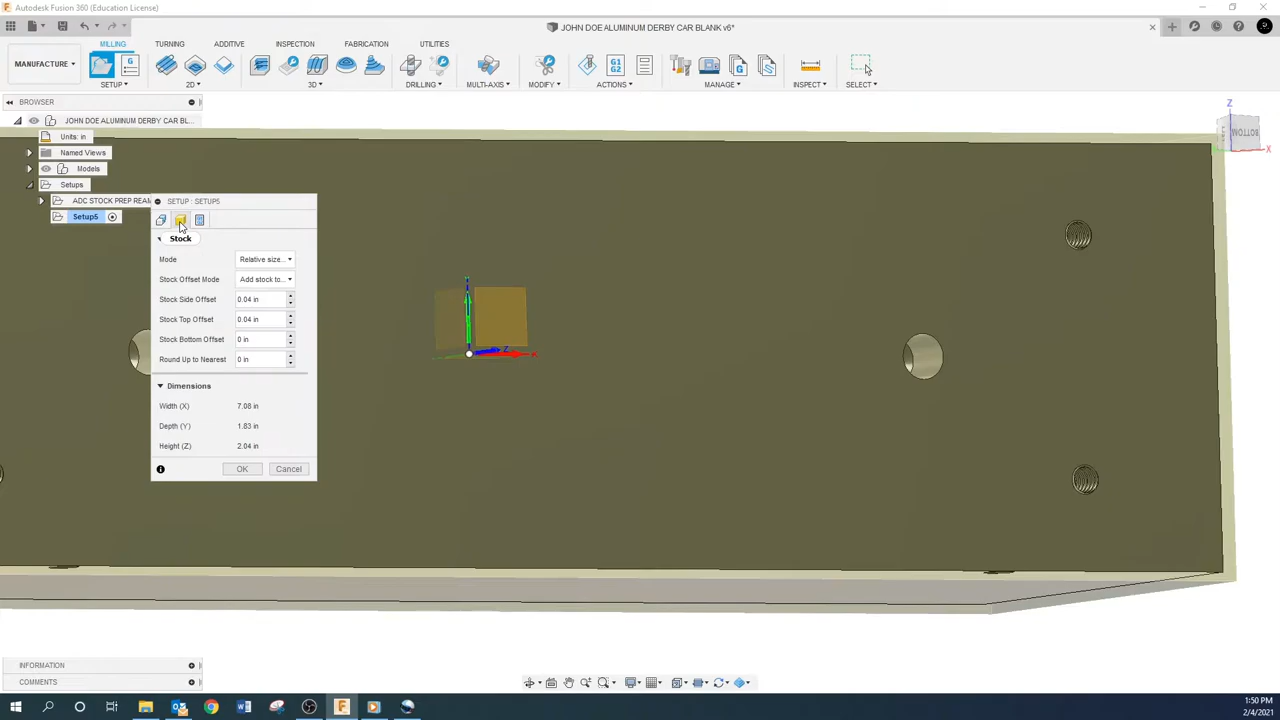 Autodesk Fusion 360 (Education License)
JOHN DOE ALUMINUM DERBY CAR BLANK v6*
MILLING TURNING ADDITIVE INSPECTION FABRICATION UTILITIES
MANUFACTURE
G
G1
G2
G
SETUP 2D 3D DRILLING MULTI-AXIS MODIFY ACTIONS MANAGE INSPECT SELECT
BROWSER
JOHN DOE ALUMINUM DERBY CAR BL...
Units: in
Named Views
Models
Setups
ADC STOCK PREP REAM
Setup5
SETUP : SETUP5
Stock
Mode Relative size...
Stock Offset Mode Add stock to...
Stock Side Offset 0.04 in
Stock Top Offset 0.04 in
Stock Bottom Offset 0 in
Round Up to Nearest 0 in
Dimensions
Width (X) 7.08 in
Depth (Y) 1.83 in
Height (Z) 2.04 in
OK Cancel
Z
X
Z
BOTTOM
X
INFORMATION
COMMENTS
1:50 PM
2/4/2021